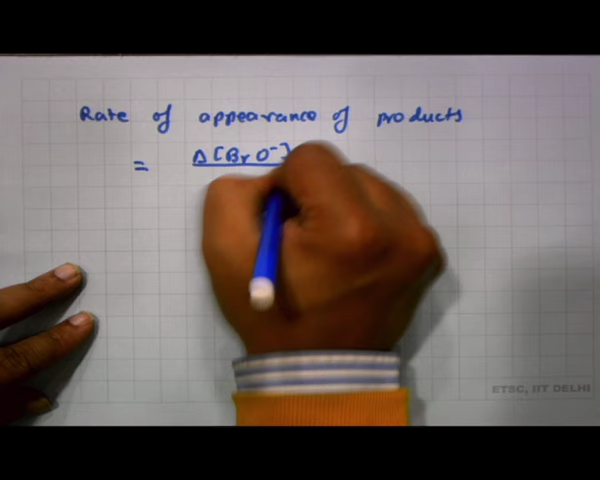 Rate of appearance of products
= Δ[BrO⁻]
ETSC, IIT DELHI